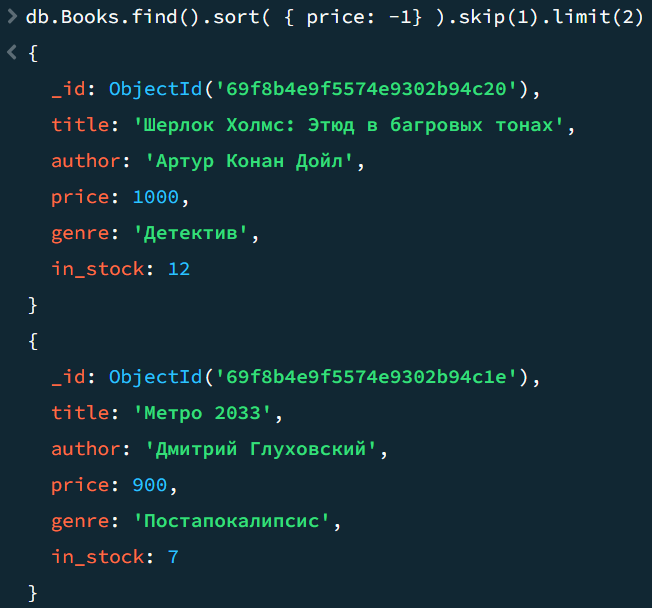 > db.Books.find().sort( { price: -1} ).skip(1).limit(2)
< {
_id: ObjectId('69f8b4e9f5574e9302b94c20'),
title: 'Шерлок Холмс: Этюд в багровых тонах',
author: 'Артур Конан Дойл',
price: 1000,
genre: 'Детектив',
in_stock: 12
}
{
_id: ObjectId('69f8b4e9f5574e9302b94c1e'),
title: 'Метро 2033',
author: 'Дмитрий Глуховский',
price: 900,
genre: 'Постапокалипсис',
in_stock: 7
}